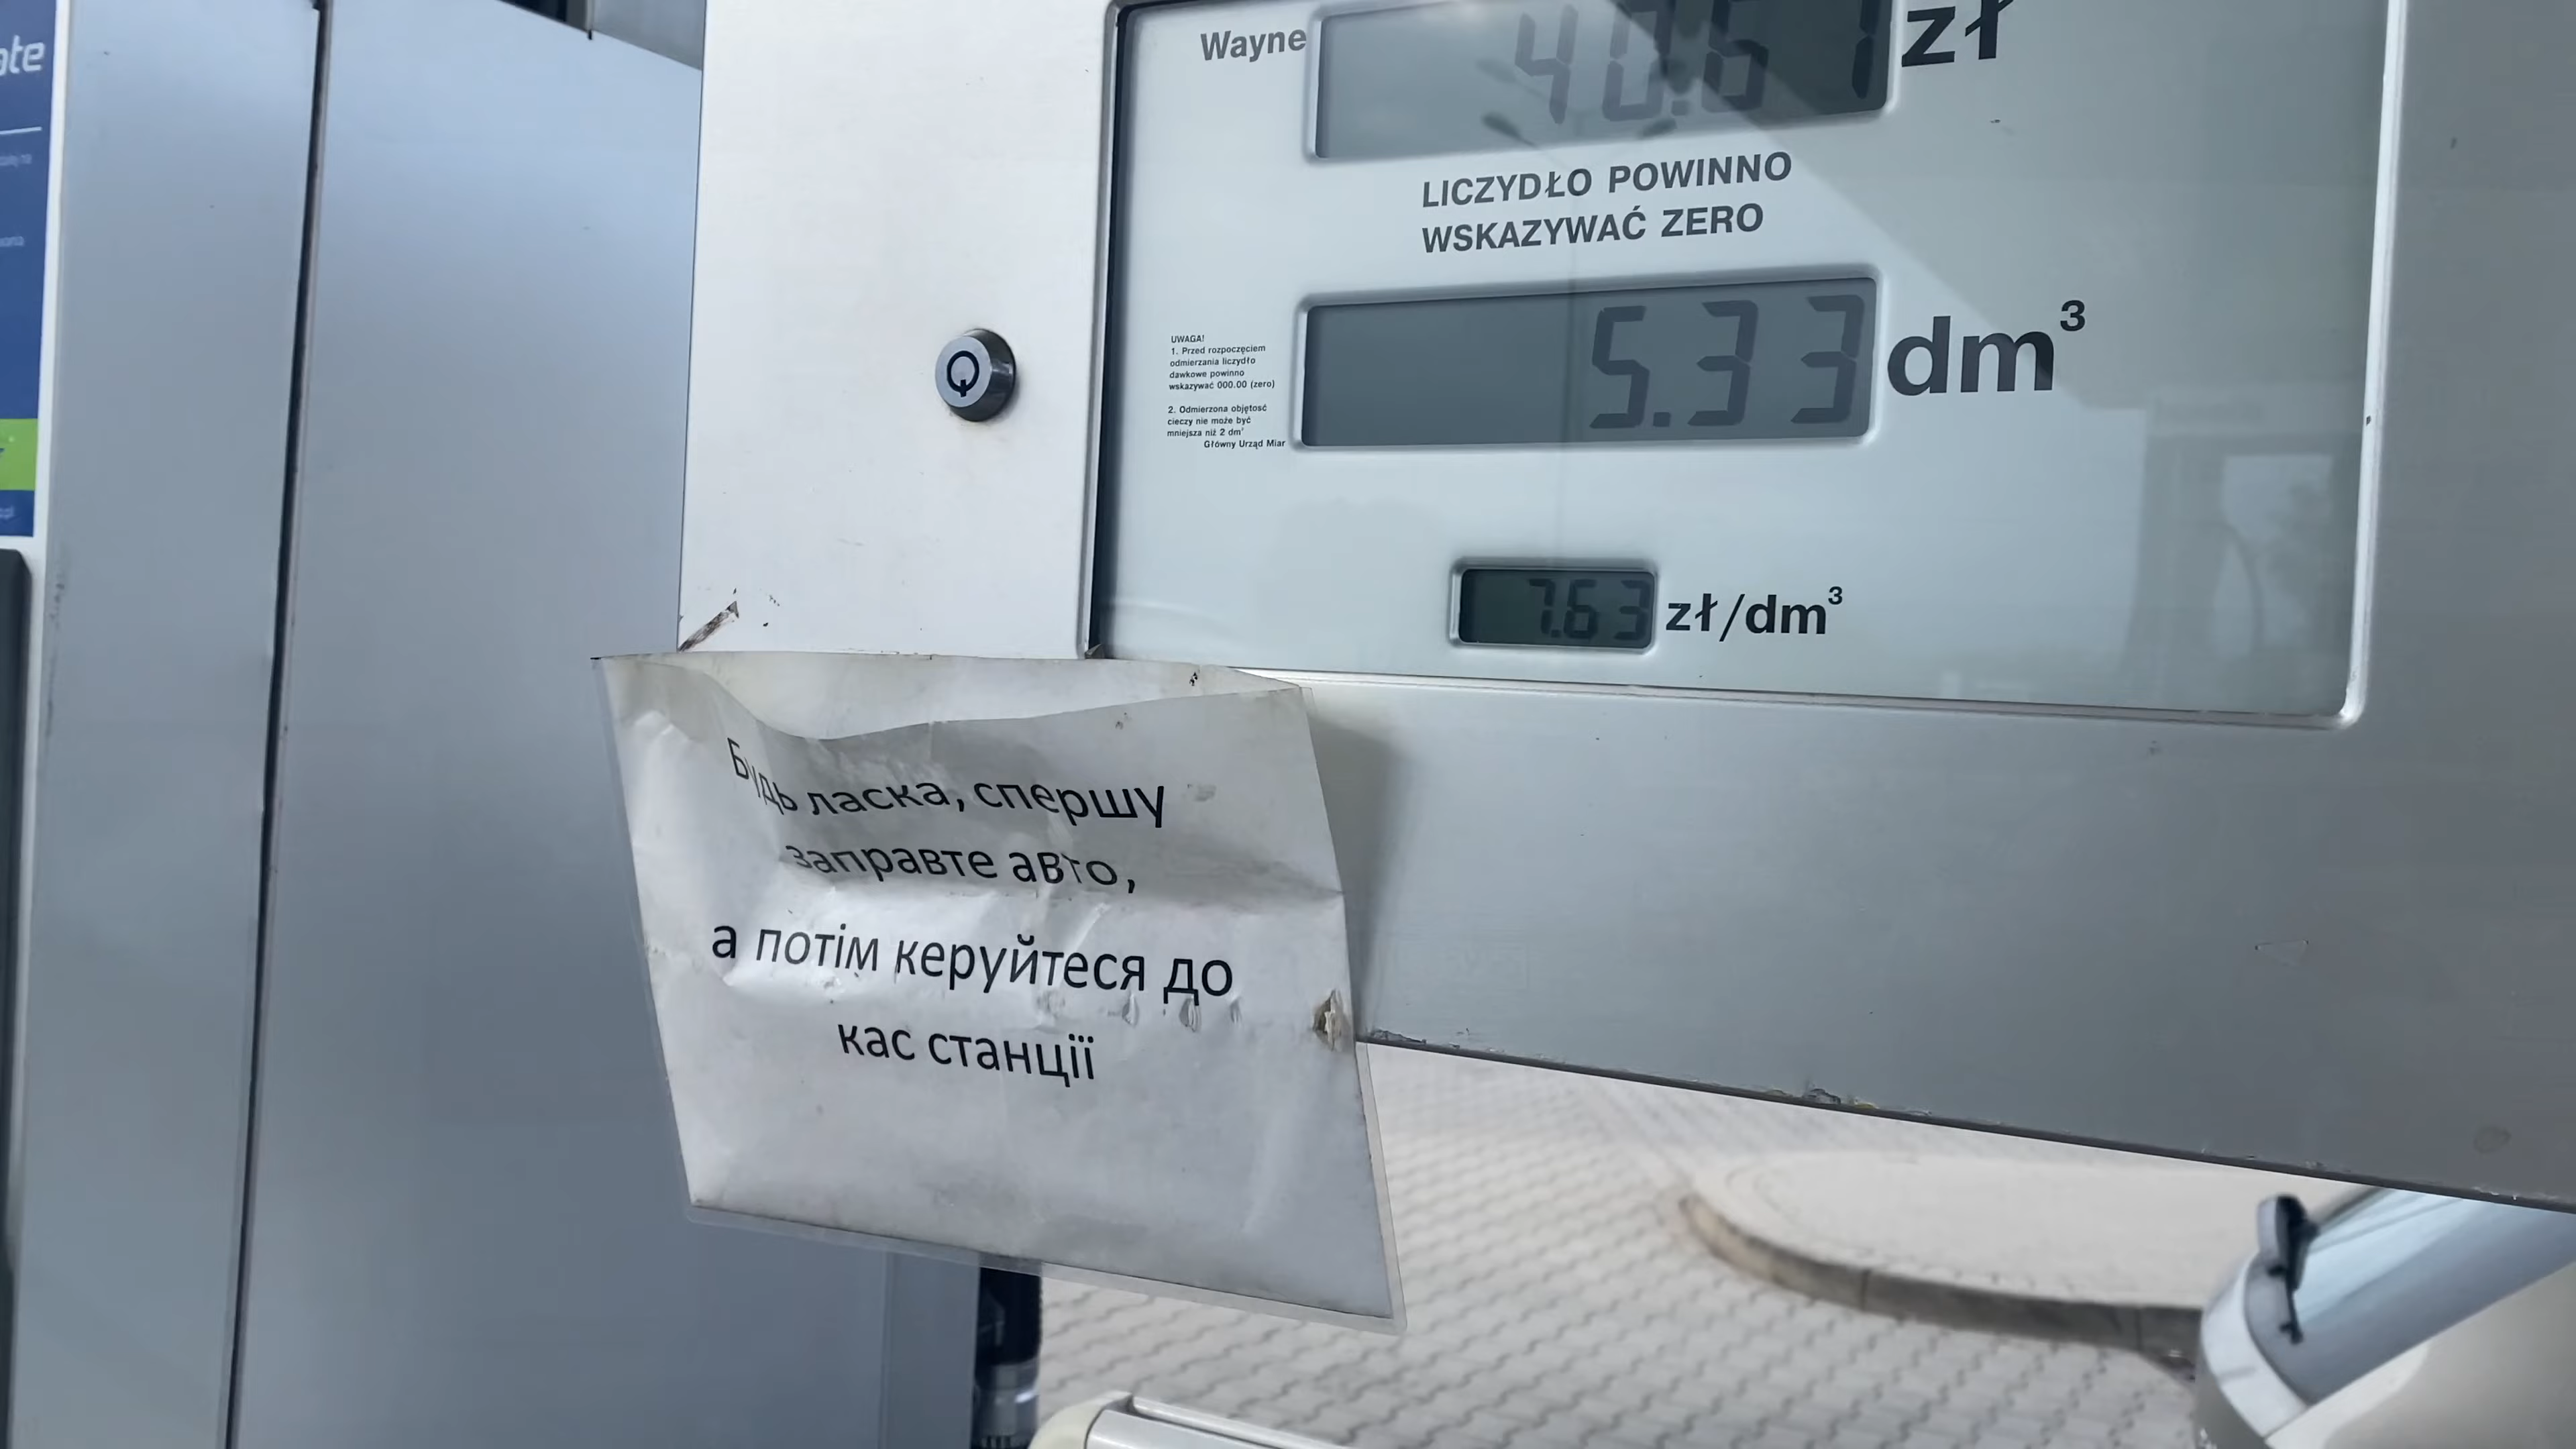 Wayne
40.67
zł
LICZYDŁO POWINNO
WSKAZYWAĆ ZERO
5.33
dm³
UWAGA!
1. Przed rozpoczęciem
odmierzania liczydło
dawkowe powinno
wskazywać 000.00 (zero)
2. Odmierzona objętosć
cieczy nie może być
mniejsza niż 2 dm³
Główny Urząd Miar
7.63
zł/dm³
Будь ласка, спершу
заправте авто,
а потім керуйтеся до
кас станції